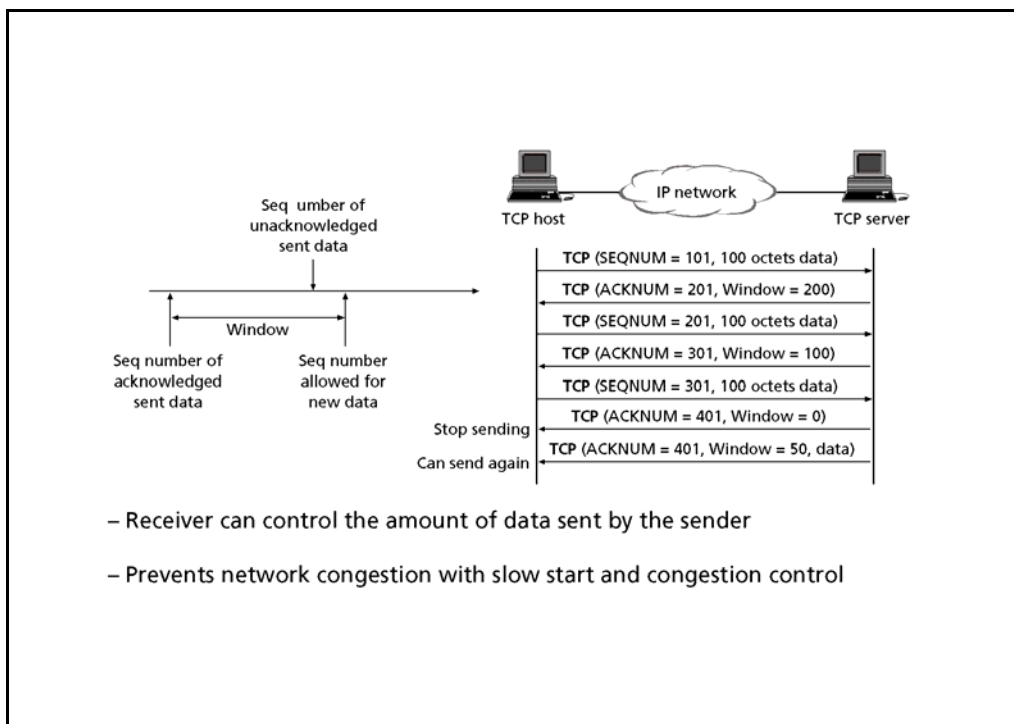 IP network
TCP host
TCP server
Seq umber of
unacknowledged
sent data
Window
Seq number of
acknowledged
sent data
Seq number
allowed for
new data
TCP (SEQNUM = 101, 100 octets data)
TCP (ACKNUM = 201, Window = 200)
TCP (SEQNUM = 201, 100 octets data)
TCP (ACKNUM = 301, Window = 100)
TCP (SEQNUM = 301, 100 octets data)
TCP (ACKNUM = 401, Window = 0)
Stop sending
TCP (ACKNUM = 401, Window = 50, data)
Can send again
– Receiver can control the amount of data sent by the sender
– Prevents network congestion with slow start and congestion control